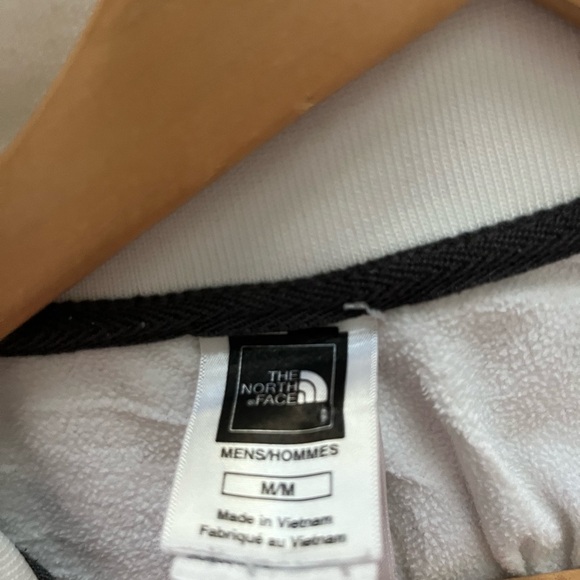 THE
NORTH
FACE
MENS/HOMMES
M/M
Made in Vietnam
Fabriqué au Vietnam